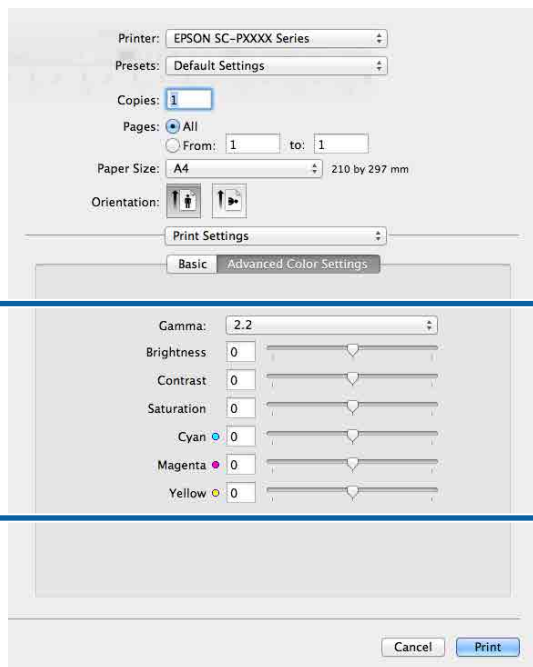 Printer: EPSON SC-PXXXX Series
Presets: Default Settings
Copies: 1
Pages: All
From: 1 to: 1
Paper Size: A4 210 by 297 mm
Orientation:
Print Settings
Basic Advanced Color Settings
Gamma: 2.2
Brightness 0
Contrast 0
Saturation 0
Cyan 0
Magenta 0
Yellow 0
Cancel Print